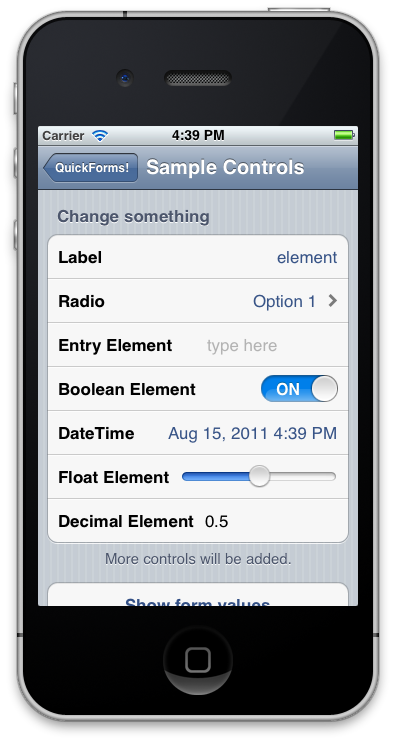 Carrier 4:39 PM
QuickForms! Sample Controls
Change something
Label element
Radio Option 1
Entry Element type here
Boolean Element ON
DateTime Aug 15, 2011 4:39 PM
Float Element
Decimal Element 0.5
More controls will be added.
Show form values